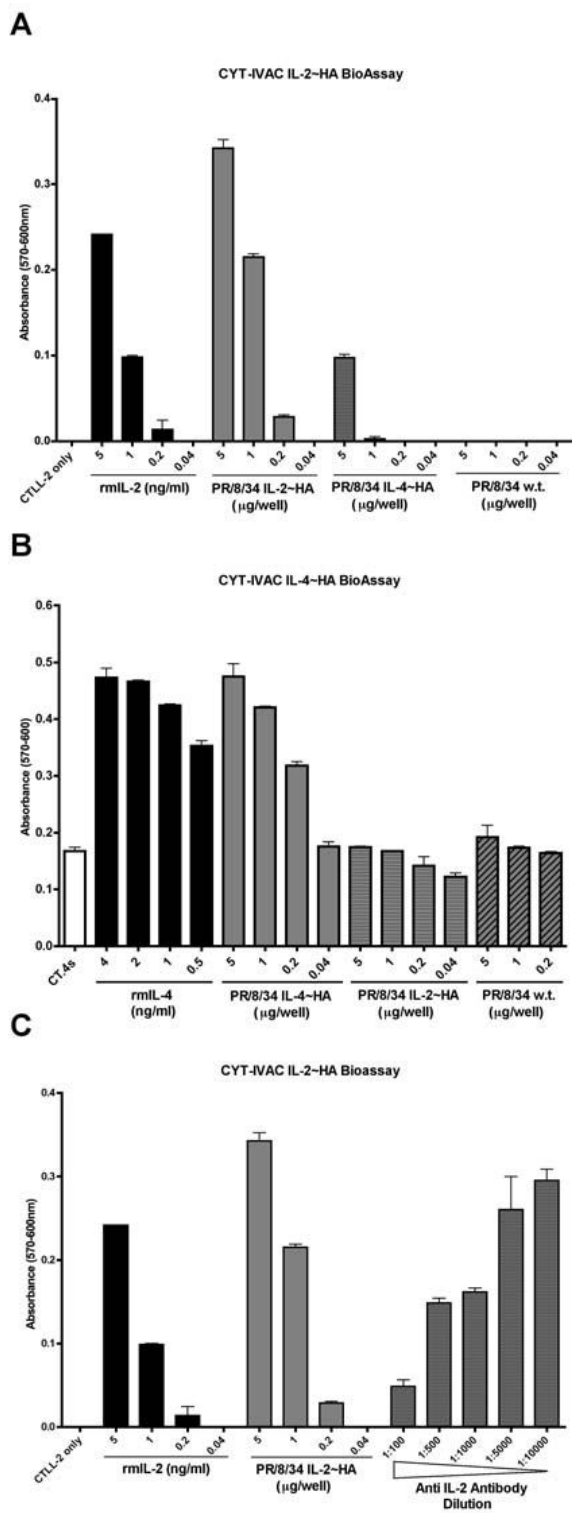 A
CYT-IVAC IL-2~HA BioAssay
Absorbance (570-600nm)
0.4
0.3
0.2
0.1
0.0
CTLL-2 only
5 1 0.2 0.04
5 1 0.2 0.04
5 1 0.2 0.04
5 1 0.2 0.04
rmIL-2 (ng/ml)
PR/8/34 IL-2~HA
(μg/well)
PR/8/34 IL-4~HA
(μg/well)
PR/8/34 w.t.
(μg/well)
B
CYT-IVAC IL-4~HA BioAssay
Absorbance (570-600)
0.6
0.5
0.4
0.3
0.2
0.1
0.0
CT.4s
4 2 1 0.5
5 1 0.2 0.04
5 1 0.2 0.04
5 1 0.2
rmIL-4
(ng/ml)
PR/8/34 IL-4~HA
(μg/well)
PR/8/34 IL-2~HA
(μg/well)
PR/8/34 w.t.
(μg/well)
C
CYT-IVAC IL-2~HA Bioassay
Absorbance (570-600nm)
0.4
0.3
0.2
0.1
0.0
CTLL-2 only
5 1 0.2 0.04
5 1 0.2 0.04
1:100 1:500 1:1000 1:5000 1:10000
rmIL-2 (ng/ml)
PR/8/34 IL-2~HA
(μg/well)
Anti IL-2 Antibody
Dilution